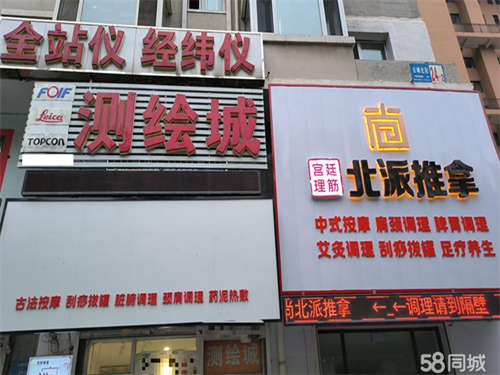 全站仪 经纬仪
FOIF
Leica
TOPCON
测绘城
古法按摩 刮痧拔罐 脏腑调理 颈肩调理 药泥热敷
测绘城
尚
宫廷
理筋
北派推拿
中式按摩 肩颈调理 脾胃调理
艾灸调理 刮痧拔罐 足疗养生
尚北派推拿 ←_←调理请到隔壁
58同城